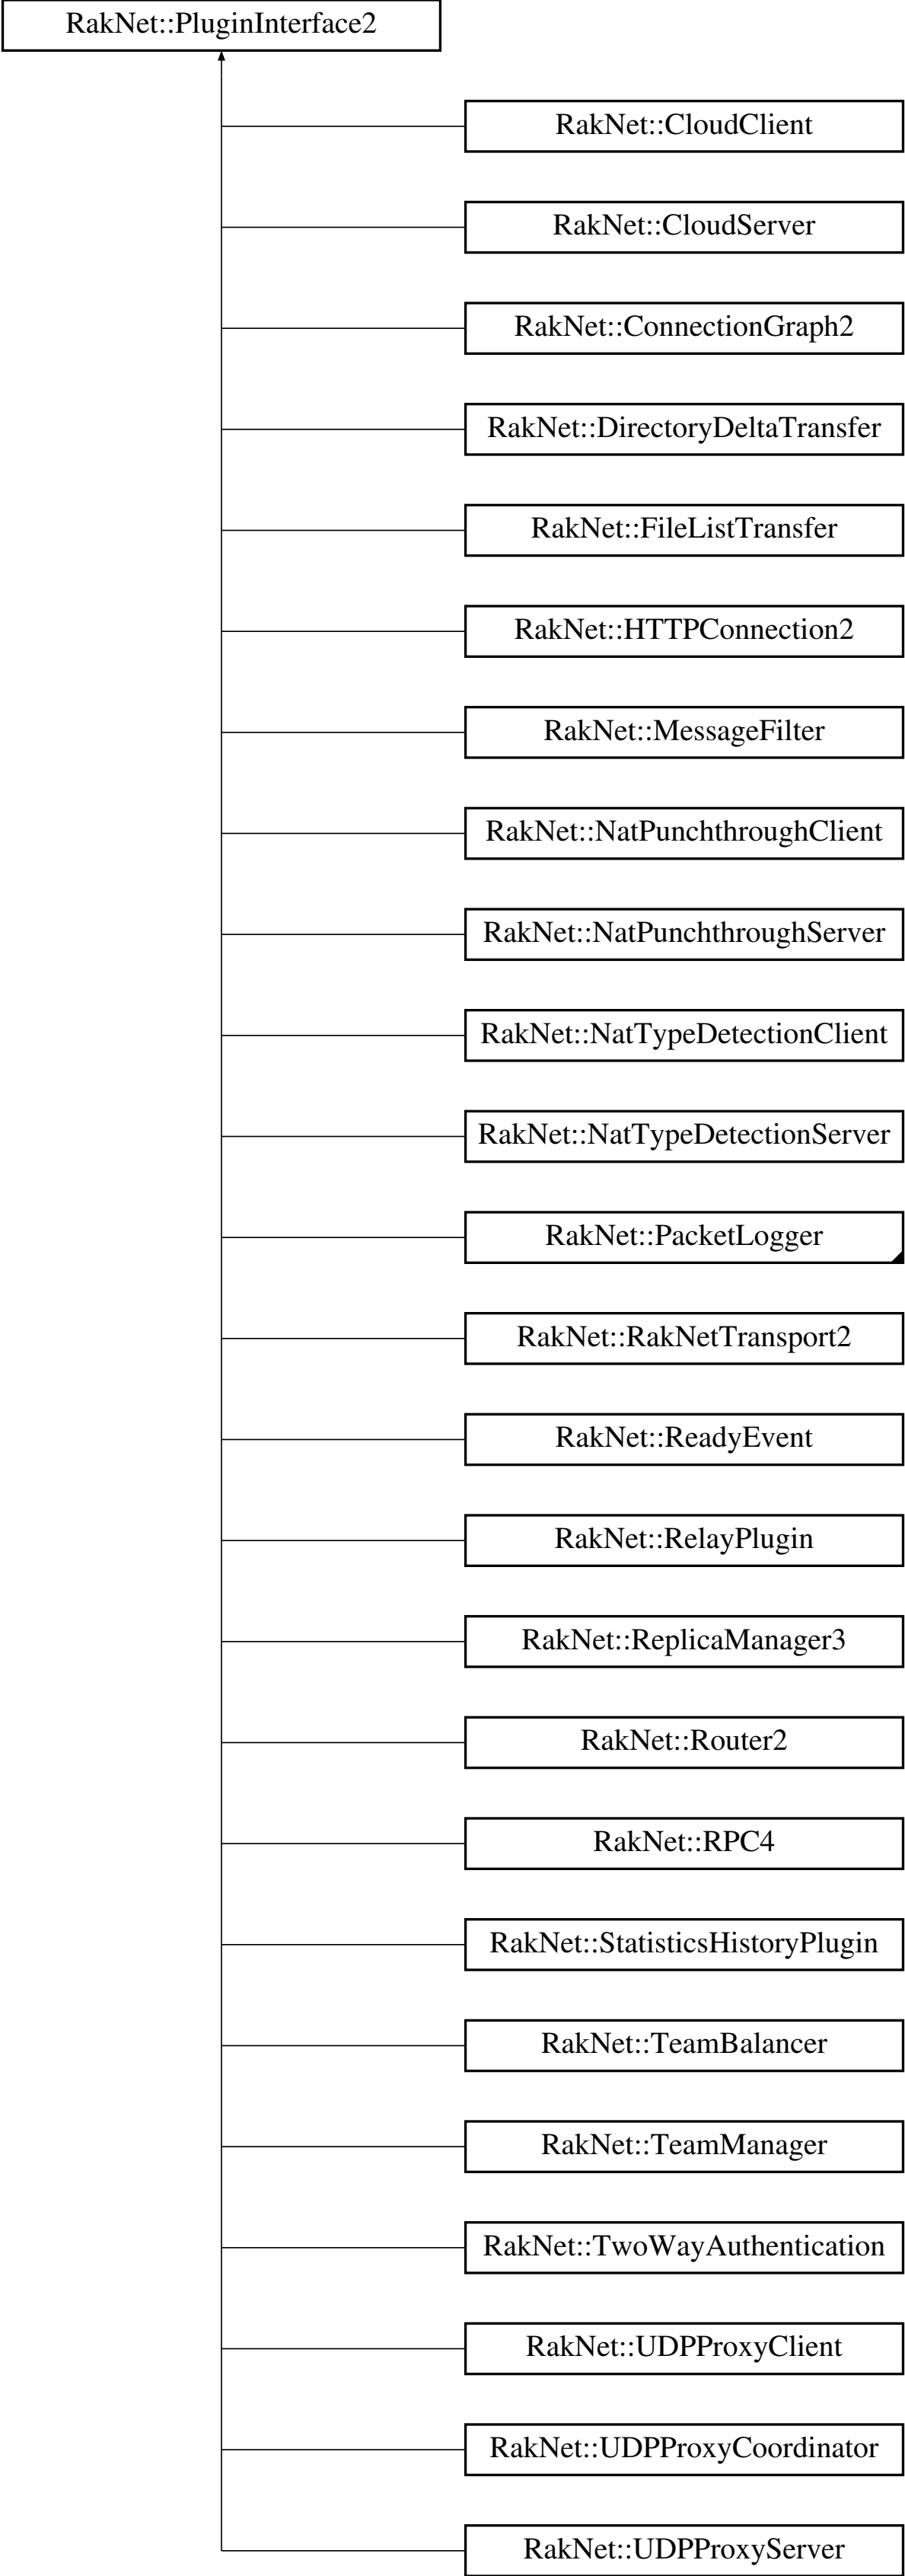 RakNet::PluginInterface2
RakNet::CloudClient
RakNet::CloudServer
RakNet::ConnectionGraph2
RakNet::DirectoryDeltaTransfer
RakNet::FileListTransfer
RakNet::HTTPConnection2
RakNet::MessageFilter
RakNet::NatPunchthroughClient
RakNet::NatPunchthroughServer
RakNet::NatTypeDetectionClient
RakNet::NatTypeDetectionServer
RakNet::PacketLogger
RakNet::RakNetTransport2
RakNet::ReadyEvent
RakNet::RelayPlugin
RakNet::ReplicaManager3
RakNet::Router2
RakNet::RPC4
RakNet::StatisticsHistoryPlugin
RakNet::TeamBalancer
RakNet::TeamManager
RakNet::TwoWayAuthentication
RakNet::UDPProxyClient
RakNet::UDPProxyCoordinator
RakNet::UDPProxyServer